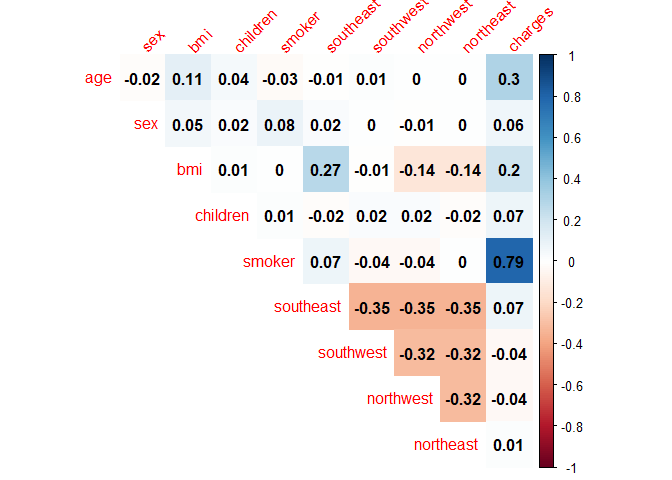 sex bmi children smoker southeast southwest northwest northeast charges
age -0.02 0.11 0.04 -0.03 -0.01 0.01 0 0 0.3
sex 0.05 0.02 0.08 0.02 0 -0.01 0 0.06
bmi 0.01 0 0.27 -0.01 -0.14 -0.14 0.2
children 0.01 -0.02 0.02 0.02 -0.02 0.07
smoker 0.07 -0.04 -0.04 0 0.79
southeast -0.35 -0.35 -0.35 0.07
southwest -0.32 -0.32 -0.04
northwest -0.32 -0.04
northeast 0.01
1
0.8
0.6
0.4
0.2
0
-0.2
-0.4
-0.6
-0.8
-1